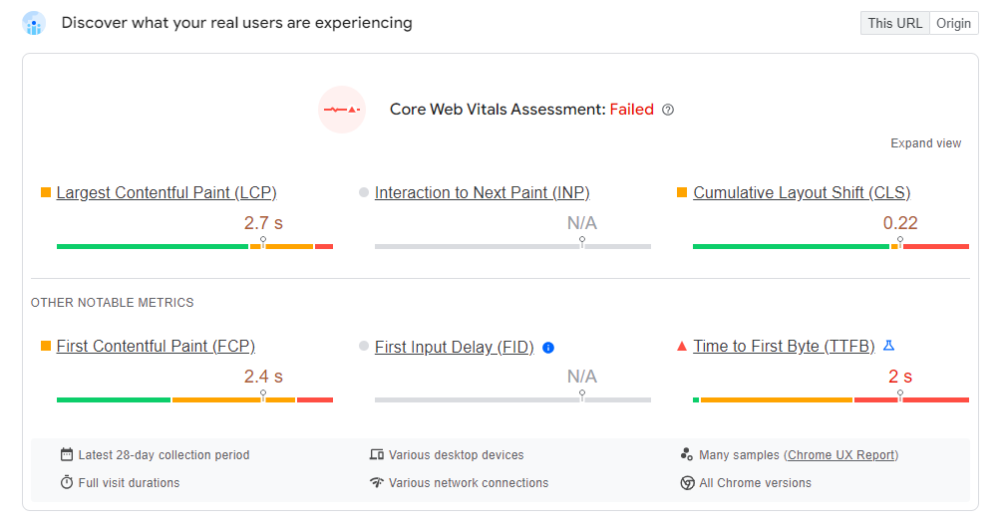 Discover what your real users are experiencing
This URL Origin
Core Web Vitals Assessment: Failed
Expand view
Largest Contentful Paint (LCP) Interaction to Next Paint (INP) Cumulative Layout Shift (CLS)
2.7 s N/A 0.22
OTHER NOTABLE METRICS
First Contentful Paint (FCP) First Input Delay (FID) Time to First Byte (TTFB)
2.4 s N/A 2 s
Latest 28-day collection period Various desktop devices Many samples (Chrome UX Report)
Full visit durations Various network connections All Chrome versions